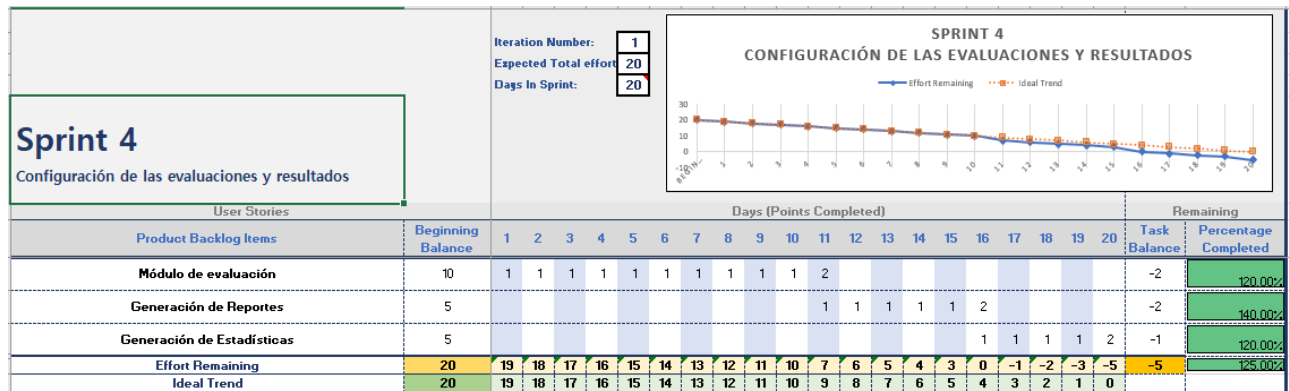 Iteration Number: 1
Expected Total effort 20
Days In Sprint: 20
Sprint 4
Configuración de las evaluaciones y resultados
SPRINT 4
CONFIGURACIÓN DE LAS EVALUACIONES Y RESULTADOS
Effort Remaining Ideal Trend
30
20
10
0
-10
BEGIN... 1 2 3 4 5 6 7 8 9 10 11 12 13 14 15 16 17 18 19 20
User Stories Days (Points Completed) Remaining
Product Backlog Items Beginning Balance 1 2 3 4 5 6 7 8 9 10 11 12 13 14 15 16 17 18 19 20 Task Balance Percentage Completed
Módulo de evaluación 10 1 1 1 1 1 1 1 1 1 1 2 -2 120.00%
Generación de Reportes 5 1 1 1 1 1 2 -2 140.00%
Generación de Estadísticas 5 1 1 1 1 2 -1 120.00%
Effort Remaining 20 19 18 17 16 15 14 13 12 11 10 7 6 5 4 3 0 -1 -2 -3 -5 -5 125.00%
Ideal Trend 20 19 18 17 16 15 14 13 12 11 10 9 8 7 6 5 4 3 2 1 0